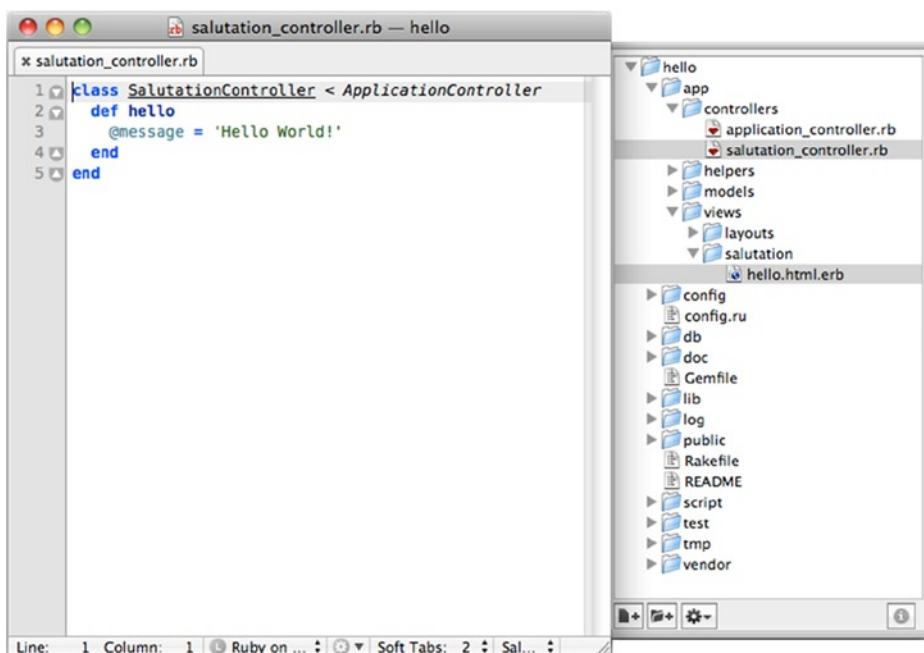 salutation_controller.rb — hello
salutation_controller.rb
1 class SalutationController < ApplicationController
2 def hello
3 @message = 'Hello World!'
4 end
5 end
Line: 1 Column: 1 Ruby on ... Soft Tabs: 2 Sal...
hello
app
controllers
application_controller.rb
salutation_controller.rb
helpers
models
views
layouts
salutation
hello.html.erb
config
config.ru
db
doc
Gemfile
lib
log
public
Rakefile
README
script
test
tmp
vendor